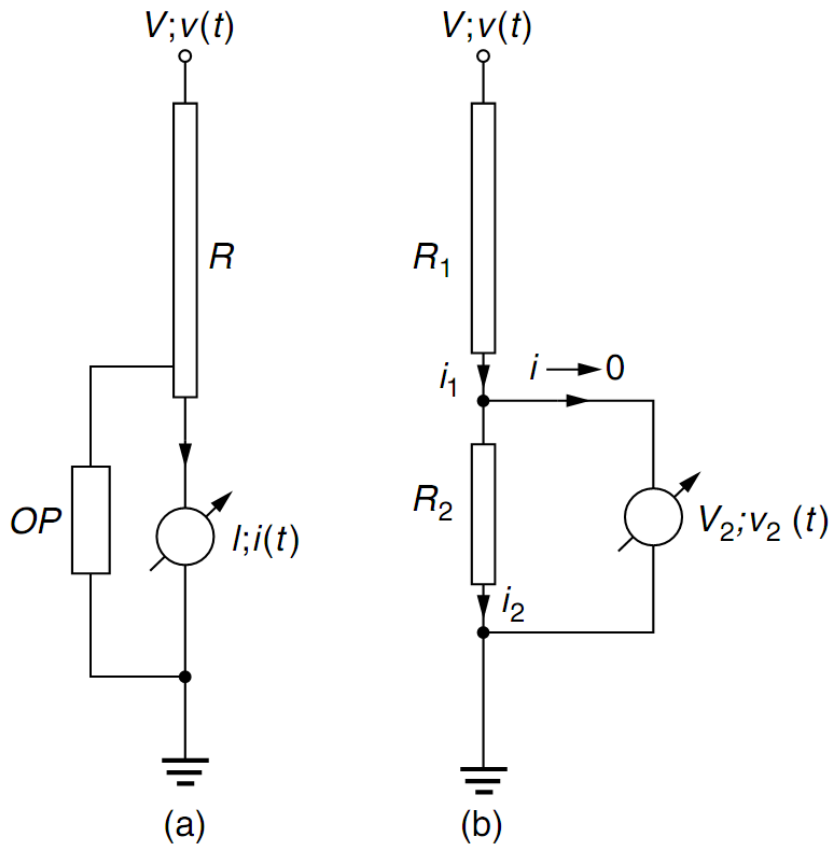 V;v(t)
V;v(t)
R
R1
i1
i
0
OP
I;i(t)
R2
V2;v2 (t)
i2
(a)
(b)